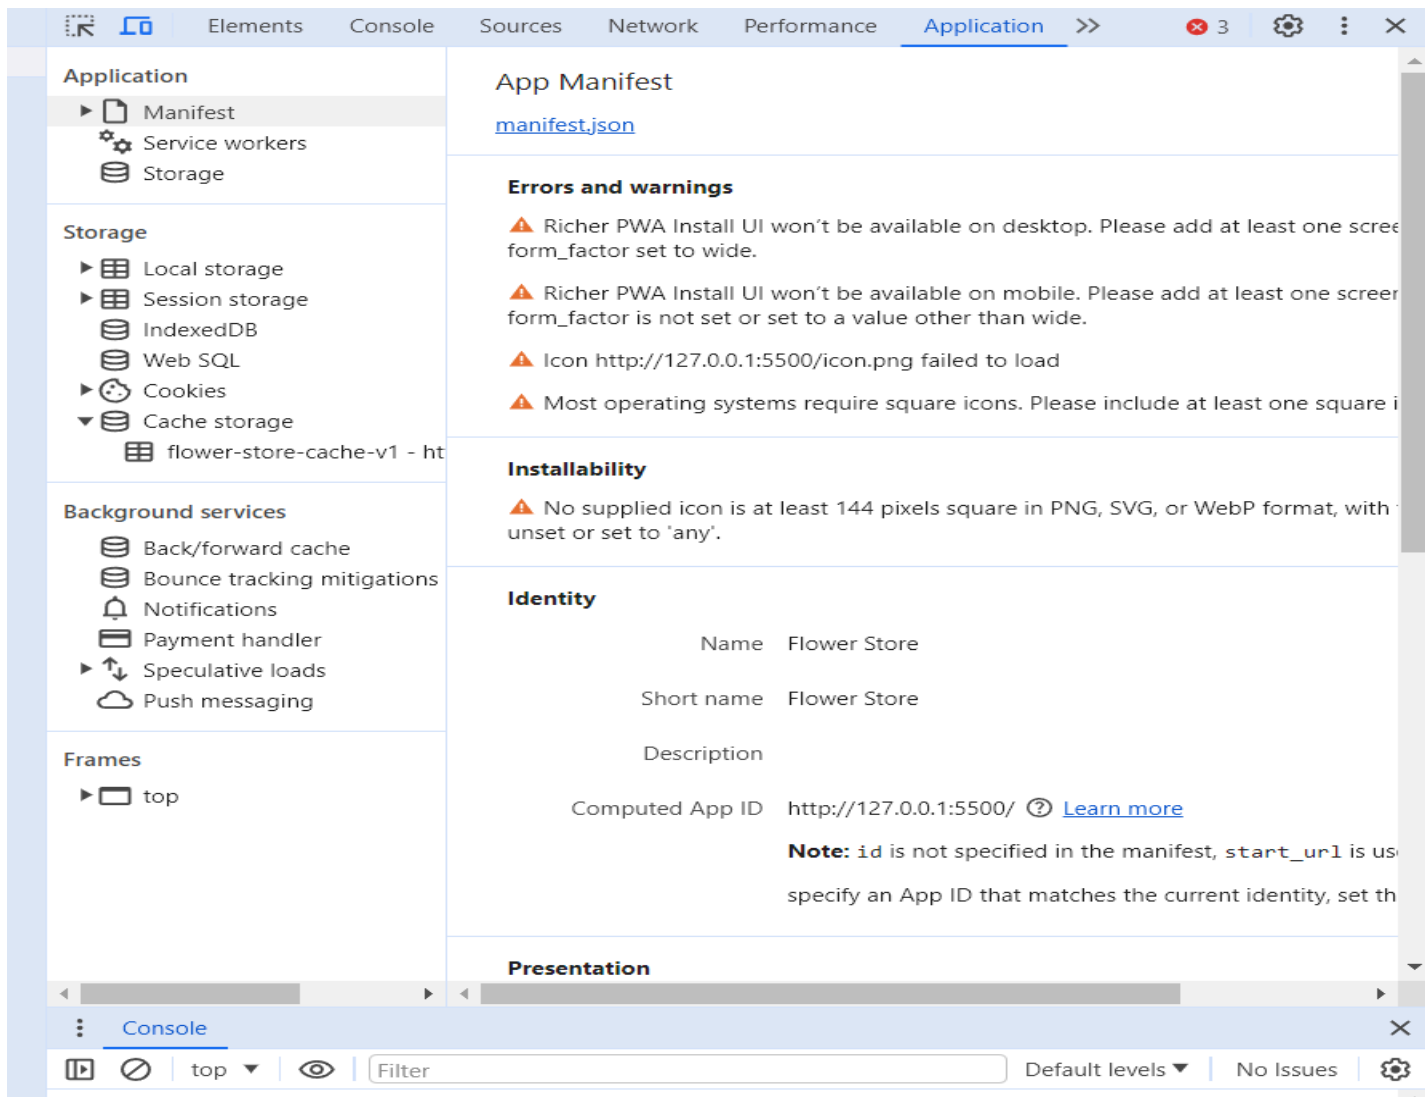 Elements Console Sources Network Performance Application 3
Application
Manifest
Service workers
Storage
Storage
Local storage
Session storage
IndexedDB
Web SQL
Cookies
Cache storage
flower-store-cache-v1 - ht
Background services
Back/forward cache
Bounce tracking mitigations
Notifications
Payment handler
Speculative loads
Push messaging
Frames
top
App Manifest
manifest.json
Errors and warnings
Richer PWA Install UI won't be available on desktop. Please add at least one scree
form_factor set to wide.
Richer PWA Install UI won't be available on mobile. Please add at least one screer
form_factor is not set or set to a value other than wide.
Icon http://127.0.0.1:5500/icon.png failed to load
Most operating systems require square icons. Please include at least one square i
Installability
No supplied icon is at least 144 pixels square in PNG, SVG, or WebP format, with
unset or set to 'any'.
Identity
Name Flower Store
Short name Flower Store
Description
Computed App ID http://127.0.0.1:5500/ Learn more
Note: id is not specified in the manifest, start_url is us
specify an App ID that matches the current identity, set th
Presentation
Console
top Filter Default levels No Issues